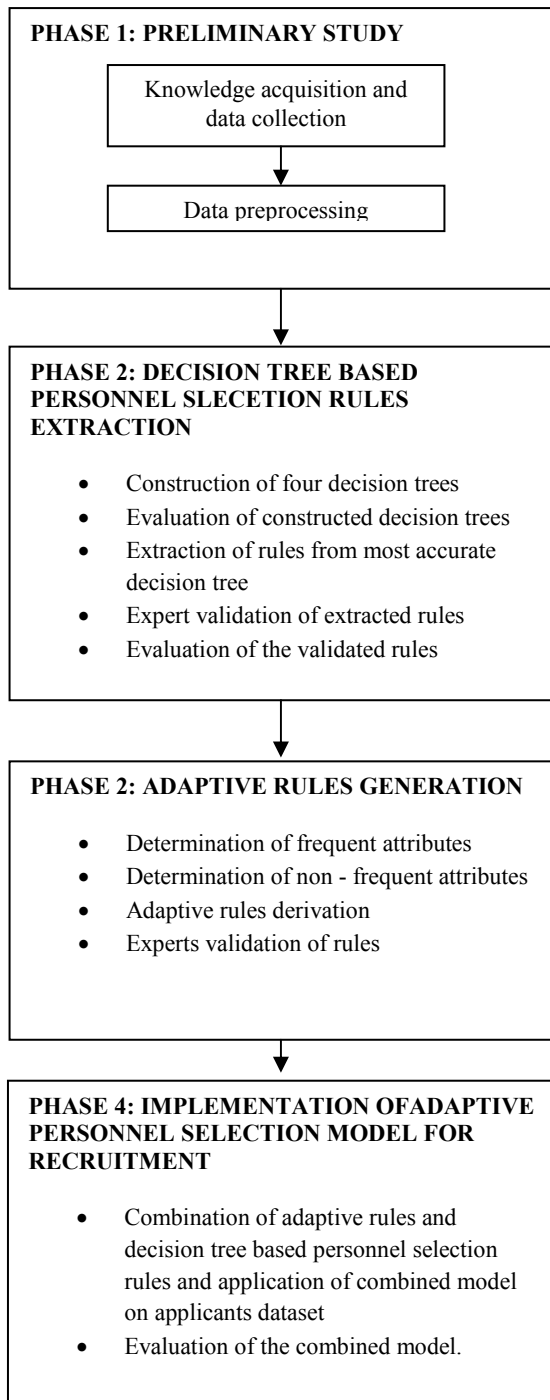 PHASE 1: PRELIMINARY STUDY
Knowledge acquisition and
data collection
Data preprocessing
PHASE 2: DECISION TREE BASED
PERSONNEL SLECETION RULES
EXTRACTION
• Construction of four decision trees
• Evaluation of constructed decision trees
• Extraction of rules from most accurate
decision tree
• Expert validation of extracted rules
• Evaluation of the validated rules
PHASE 2: ADAPTIVE RULES GENERATION
• Determination of frequent attributes
• Determination of non - frequent attributes
• Adaptive rules derivation
• Experts validation of rules
PHASE 4: IMPLEMENTATION OFADAPTIVE
PERSONNEL SELECTION MODEL FOR
RECRUITMENT
• Combination of adaptive rules and
decision tree based personnel selection
rules and application of combined model
on applicants dataset
• Evaluation of the combined model.